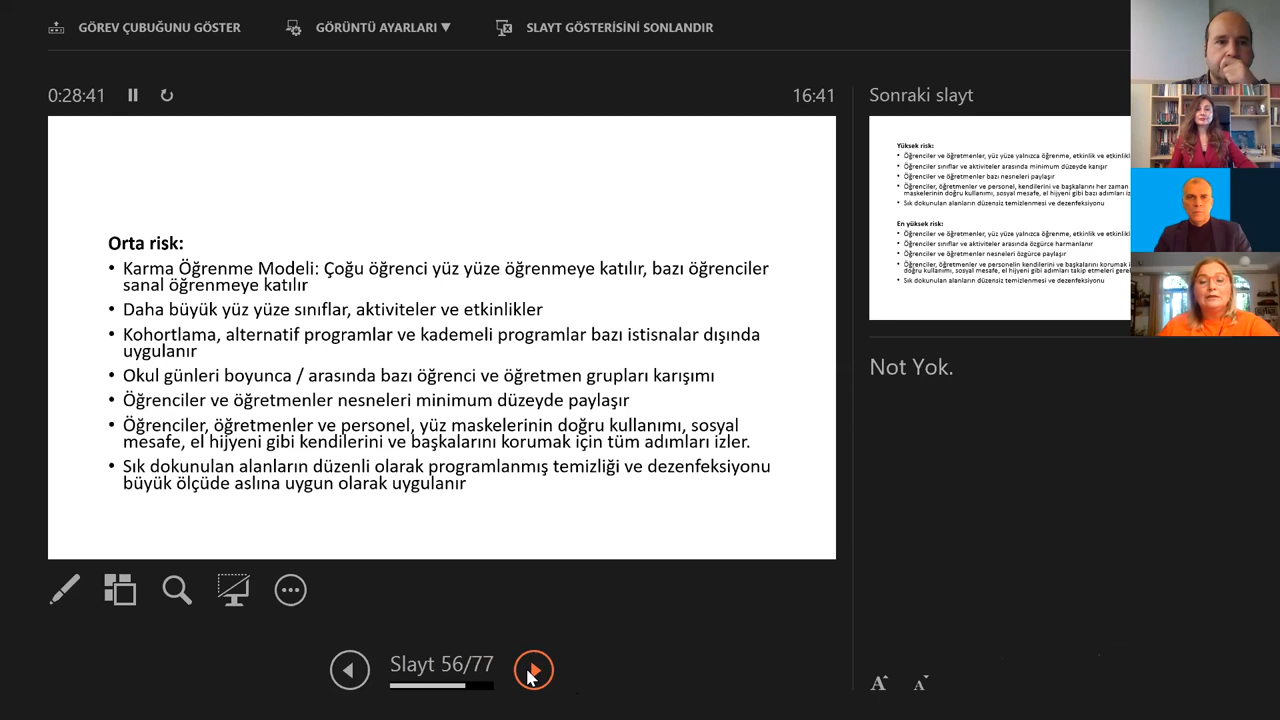 GÖREV ÇUBUĞUNU GÖSTER
GÖRÜNTÜ AYARLARI ▼
SLAYT GÖSTERİSİNİ SONLANDIR
0:28:41
16:41
Orta risk:
• Karma Öğrenme Modeli: Çoğu öğrenci yüz yüze öğrenmeye katılır, bazı öğrenciler
sanal öğrenmeye katılır
• Daha büyük yüz yüze sınıflar, aktiviteler ve etkinlikler
• Kohortlama, alternatif programlar ve kademeli programlar bazı istisnalar dışında
uygulanır
• Okul günleri boyunca / arasında bazı öğrenci ve öğretmen grupları karışımı
• Öğrenciler ve öğretmenler nesneleri minimum düzeyde paylaşır
• Öğrenciler, öğretmenler ve personel, yüz maskelerinin doğru kullanımı, sosyal
mesafe, el hijyeni gibi kendilerini ve başkalarını korumak için tüm adımları izler.
• Sık dokunulan alanların düzenli olarak programlanmış temizliği ve dezenfeksiyonu
büyük ölçüde aslına uygun olarak uygulanır
Slayt 56/77
Sonraki slayt
Yüksek risk:
• Öğrenciler ve öğretmenler, yüz yüze yalnızca öğrenme, etkinlik ve etkinlikl
• Öğrenciler sınıflar ve aktiviteler arasında minimum düzeyde karışır
• Öğrenciler ve öğretmenler bazı nesneleri paylaşır
• Öğrenciler, öğretmenler ve personel, kendilerini ve başkalarını her zaman
maskelerinin doğru kullanımı, sosyal mesafe, el hijyeni gibi bazı adımları iz
• Sık dokunulan alanların düzensiz temizlenmesi ve dezenfeksiyonu
En yüksek risk:
• Öğrenciler ve öğretmenler, yüz yüze yalnızca öğrenme, etkinlik ve etkinlikl
• Öğrenciler sınıflar ve aktiviteler arasında özgürce harmanlanır
• Öğrenciler ve öğretmenler nesneleri özgürce paylaşır
• Öğrenciler, öğretmenler ve personelin kendilerini ve başkalarını korumak i
doğru kullanımı, sosyal mesafe, el hijyeni gibi adımları takip etmeleri gere
• Sık dokunulan alanların düzensiz temizlenmesi ve dezenfeksiyonu
Not Yok.
A A